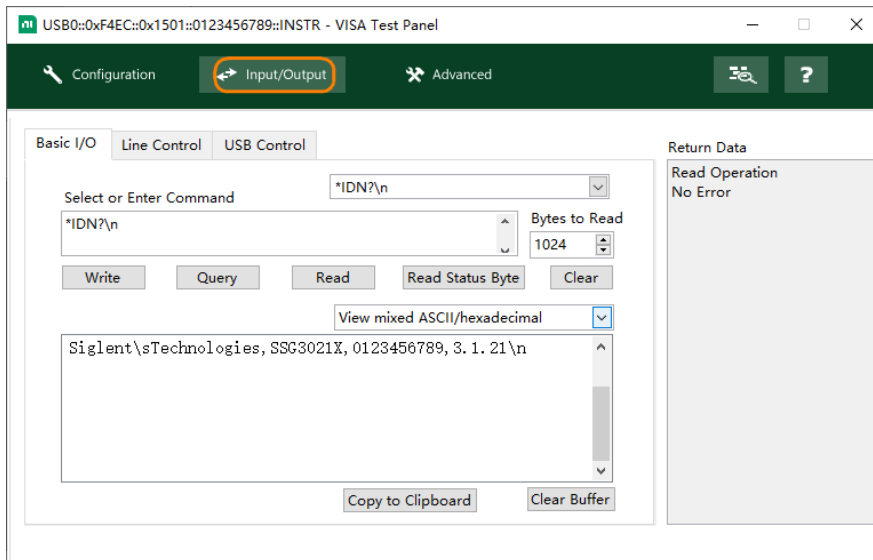 USB0::0xF4EC::0x1501::0123456789::INSTR - VISA Test Panel
Configuration
Input/Output
Advanced
?
Basic I/O
Line Control
USB Control
Return Data
*IDN?\n
Read Operation
No Error
Select or Enter Command
*IDN?\n
Bytes to Read
1024
Write
Query
Read
Read Status Byte
Clear
View mixed ASCII/hexadecimal
Siglent\sTechnologies,SSG3021X,0123456789,3.1.21\n
Copy to Clipboard
Clear Buffer